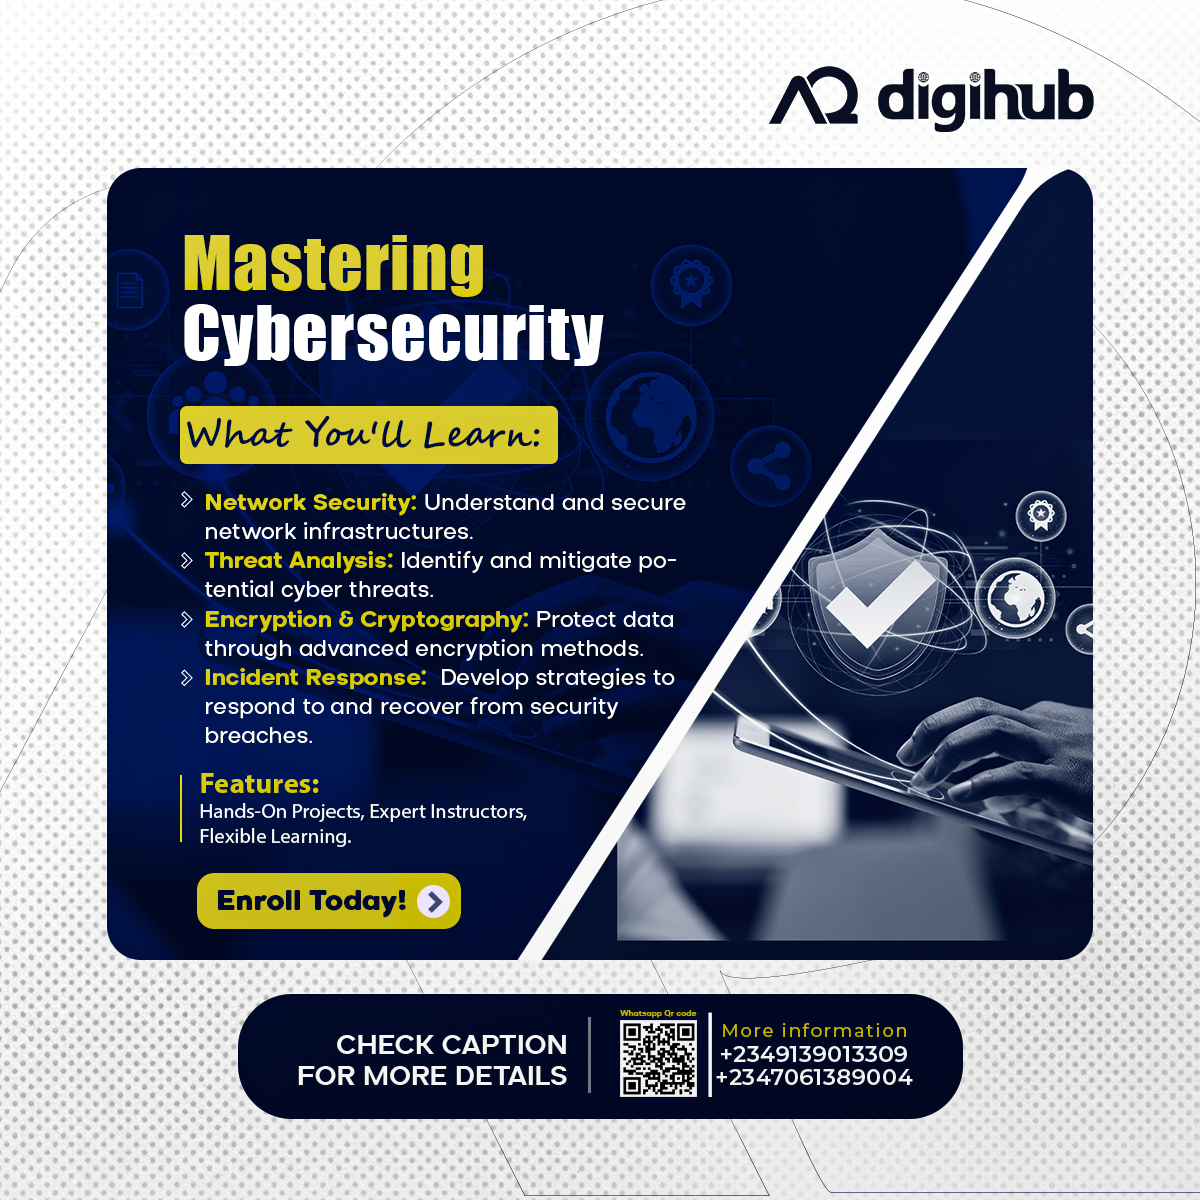 digihub
Mastering
Cybersecurity
What You'll Learn:
Network Security: Understand and secure
network infrastructures.
Threat Analysis: Identify and mitigate po-
tential cyber threats.
Encryption & Cryptography: Protect data
through advanced encryption methods.
Incident Response: Develop strategies to
respond to and recover from security
breaches.
Features:
Hands-On Projects, Expert Instructors,
Flexible Learning.
Enroll Today!
CHECK CAPTION
FOR MORE DETAILS
Whatsapp Qr code
More information
+2349139013309
+2347061389004